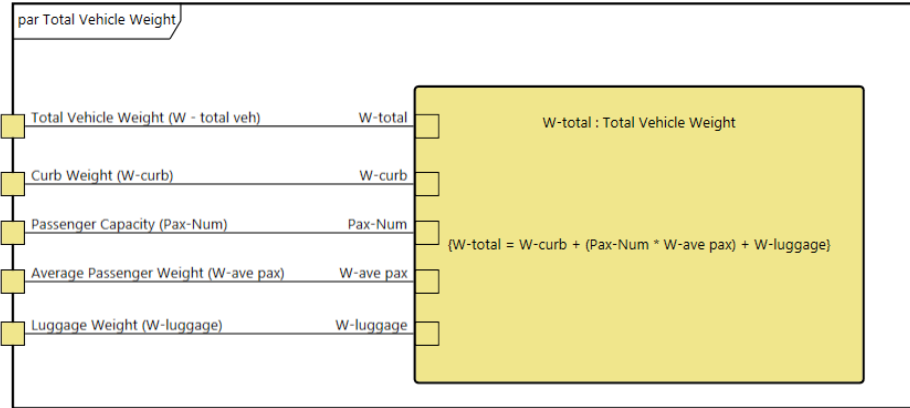 par Total Vehicle Weight
Total Vehicle Weight (W - total veh)
W-total
W-total : Total Vehicle Weight
Curb Weight (W-curb)
W-curb
Passenger Capacity (Pax-Num)
Pax-Num
{W-total = W-curb + (Pax-Num * W-ave pax) + W-luggage}
Average Passenger Weight (W-ave pax)
W-ave pax
Luggage Weight (W-luggage)
W-luggage